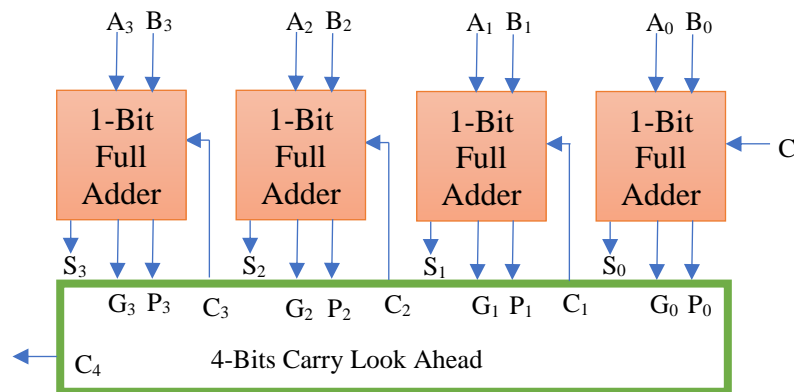 A₃ B₃ A₂ B₂ A₁ B₁ A₀ B₀
1-Bit Full Adder
1-Bit Full Adder
1-Bit Full Adder
1-Bit Full Adder
C
S₃ S₂ S₁ S₀
G₃ P₃ C₃ G₂ P₂ C₂ G₁ P₁ C₁ G₀ P₀
C₄ 4-Bits Carry Look Ahead